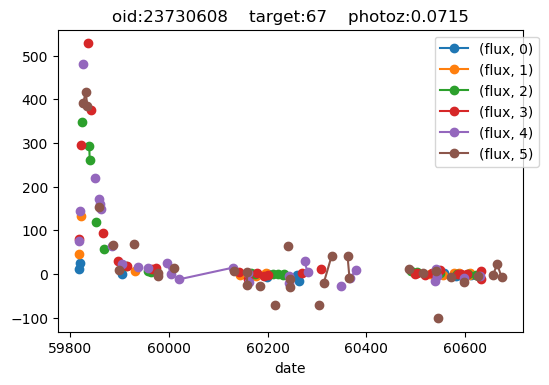 oid:23730608    target:67    photoz:0.0715
500
400
300
200
100
0
−100
59800
60000
60200
60400
60600
date
(flux, 0)
(flux, 1)
(flux, 2)
(flux, 3)
(flux, 4)
(flux, 5)